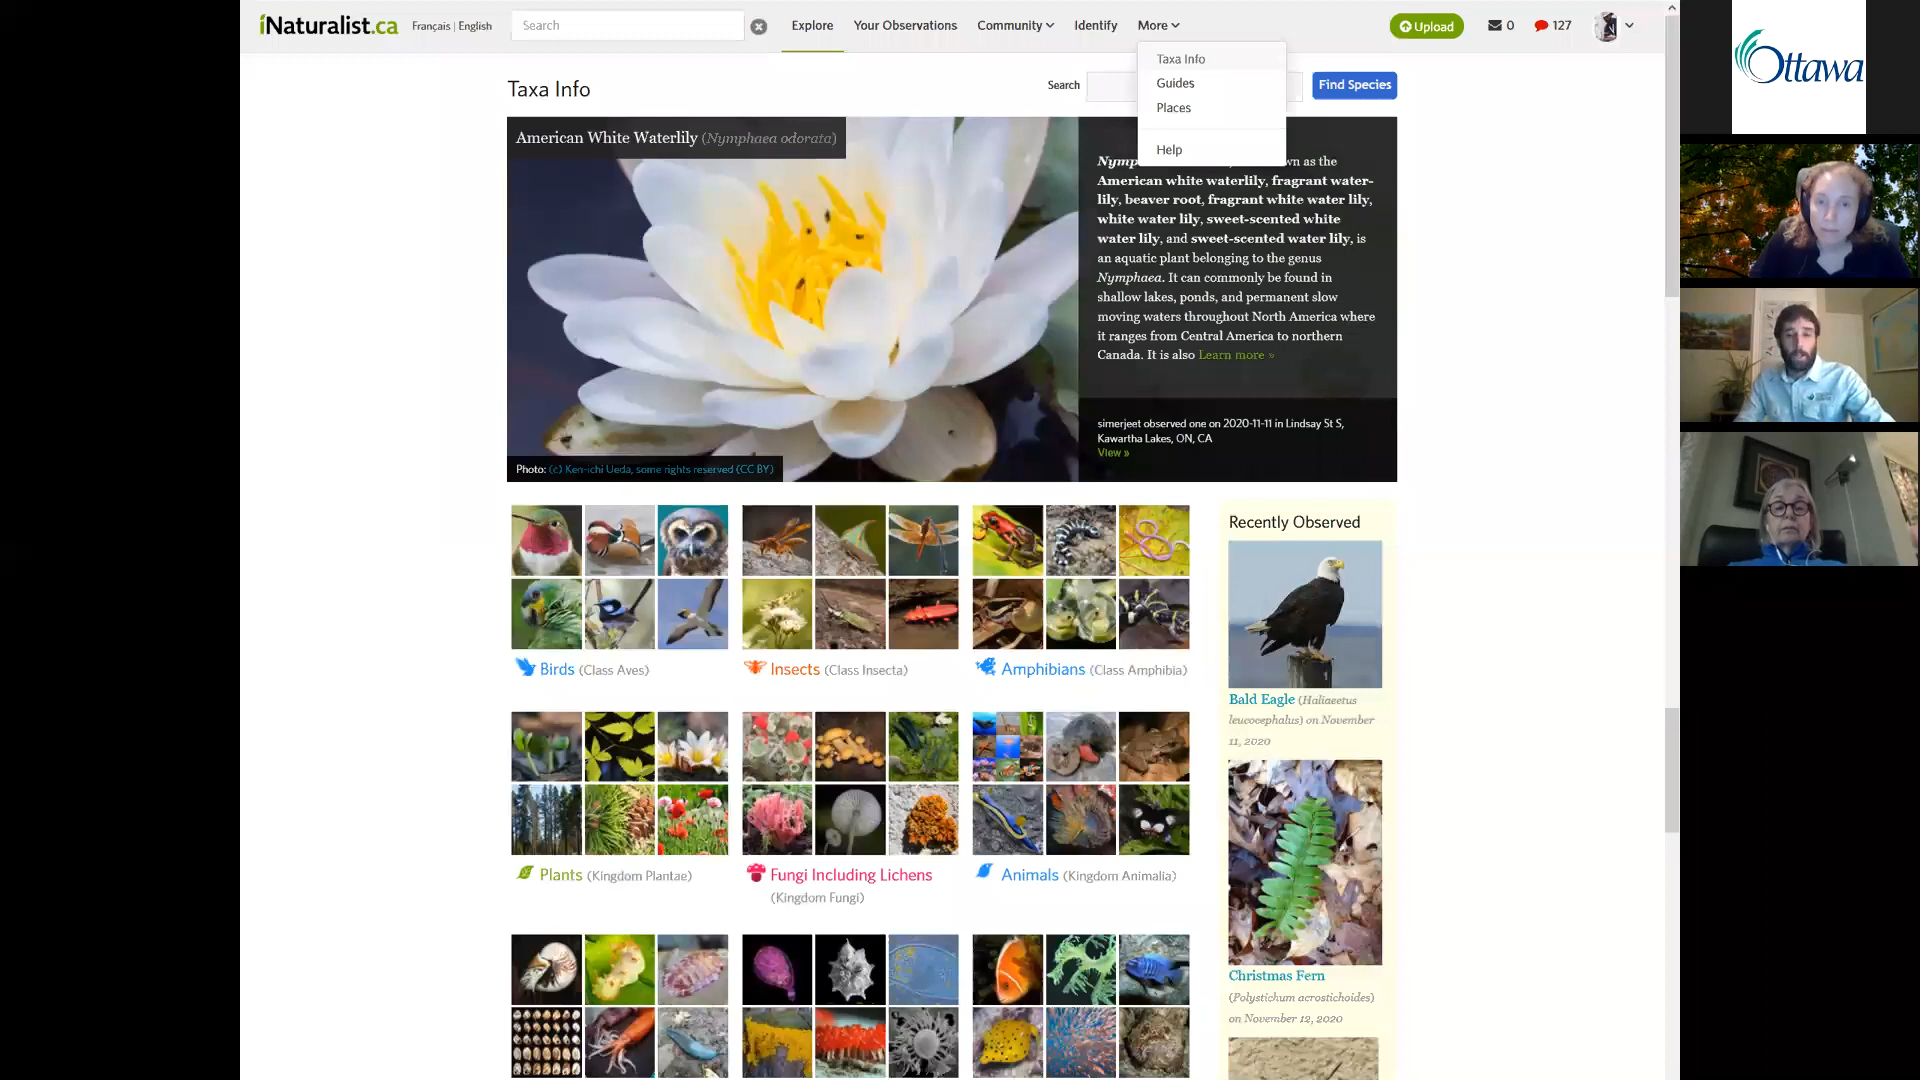 iNaturalist.ca
Français | English
Search
Explore
Your Observations
Community
Identify
More
Upload
0
127
Taxa Info
Guides
Places
Help
Taxa Info
Search
Find Species
American White Waterlily (Nymphaea odorata)
Nymp
wn as the
American white waterlily, fragrant water-
lily, beaver root, fragrant white water lily,
white water lily, sweet-scented white
water lily, and sweet-scented water lily, is
an aquatic plant belonging to the genus
Nymphaea. It can commonly be found in
shallow lakes, ponds, and permanent slow
moving waters throughout North America where
it ranges from Central America to northern
Canada. It is also Learn more »
simerjeet observed one on 2020-11-11 in Lindsay St S,
Kawartha Lakes, ON, CA
View »
Photo: (c) Ken-ichi Ueda, some rights reserved (CC BY)
Birds (Class Aves)
Insects (Class Insecta)
Amphibians (Class Amphibia)
Plants (Kingdom Plantae)
Fungi Including Lichens
(Kingdom Fungi)
Animals (Kingdom Animalia)
Recently Observed
Bald Eagle (Haliaeetus
leucocephalus) on November
11, 2020
Christmas Fern
(Polystichum acrostichoides)
on November 12, 2020
Ottawa